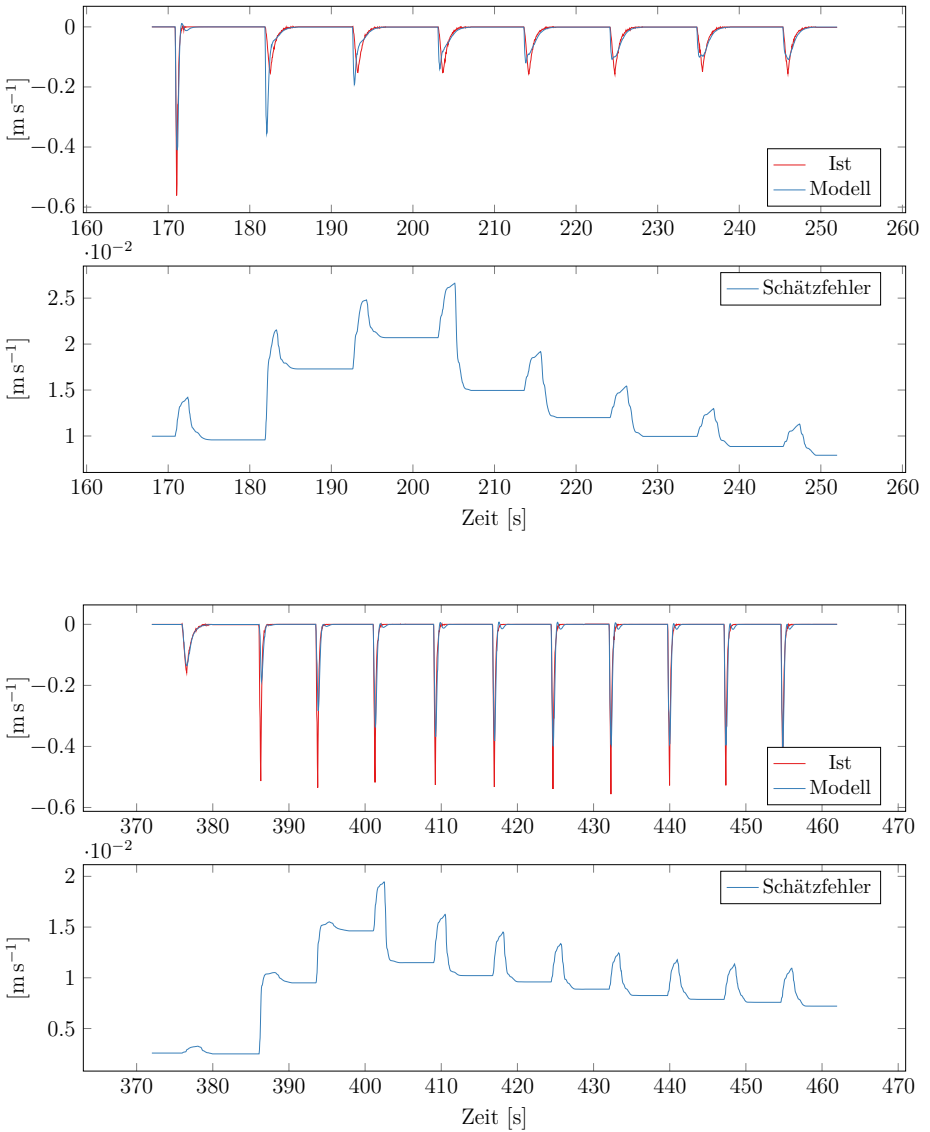 0
−0.2
−0.4
−0.6
[m s⁻¹]
Ist
Modell
160 170 180 190 200 210 220 230 240 250 260
·10⁻²
2.5
2
1.5
1
[m s⁻¹]
Schätzfehler
160 170 180 190 200 210 220 230 240 250 260
Zeit [s]
0
−0.2
−0.4
−0.6
[m s⁻¹]
Ist
Modell
370 380 390 400 410 420 430 440 450 460 470
·10⁻²
2
1.5
1
0.5
[m s⁻¹]
Schätzfehler
370 380 390 400 410 420 430 440 450 460 470
Zeit [s]